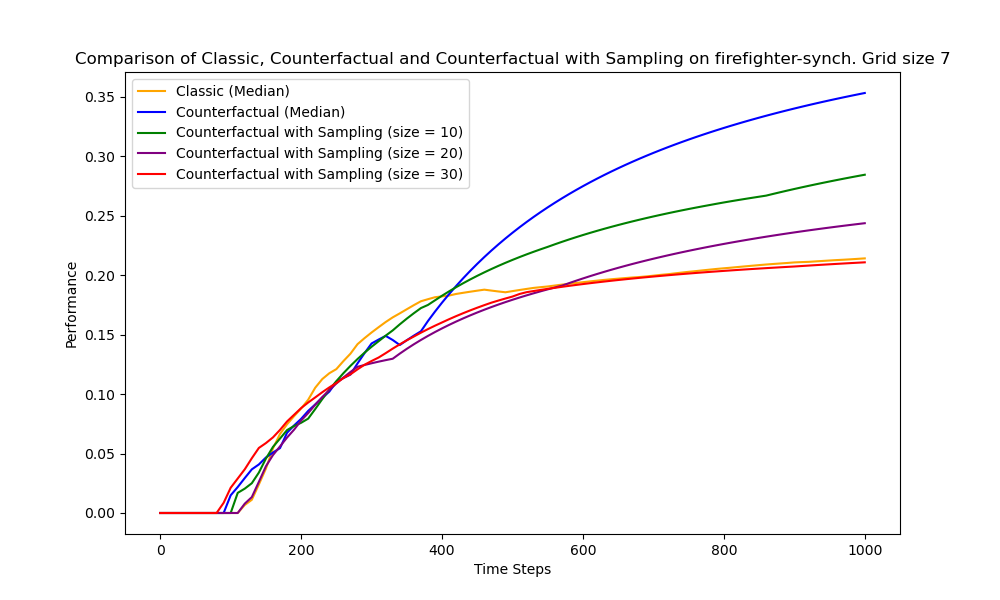 Comparison of Classic, Counterfactual and Counterfactual with Sampling on firefighter-synch. Grid size 7
Classic (Median)
Counterfactual (Median)
Counterfactual with Sampling (size = 10)
Counterfactual with Sampling (size = 20)
Counterfactual with Sampling (size = 30)
Performance
0.35
0.30
0.25
0.20
0.15
0.10
0.05
0.00
0 200 400 600 800 1000
Time Steps